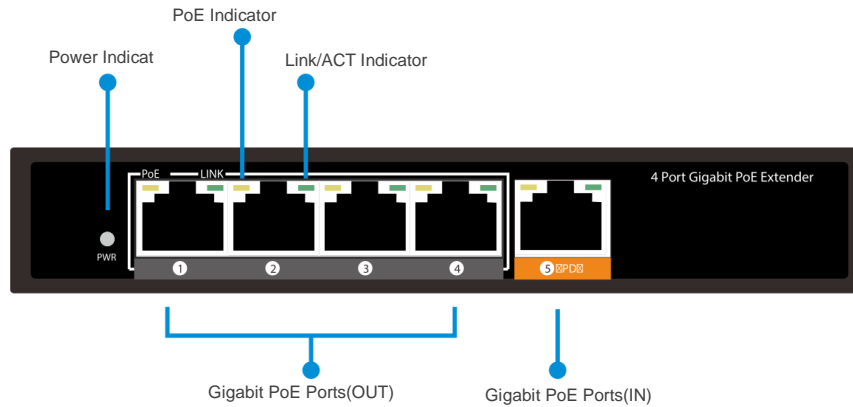 PoE Indicator
Power Indicat
Link/ACT Indicator
PoE LINK
4 Port Gigabit PoE Extender
PWR
1 2 3 4 5 PD
Gigabit PoE Ports(OUT)
Gigabit PoE Ports(IN)